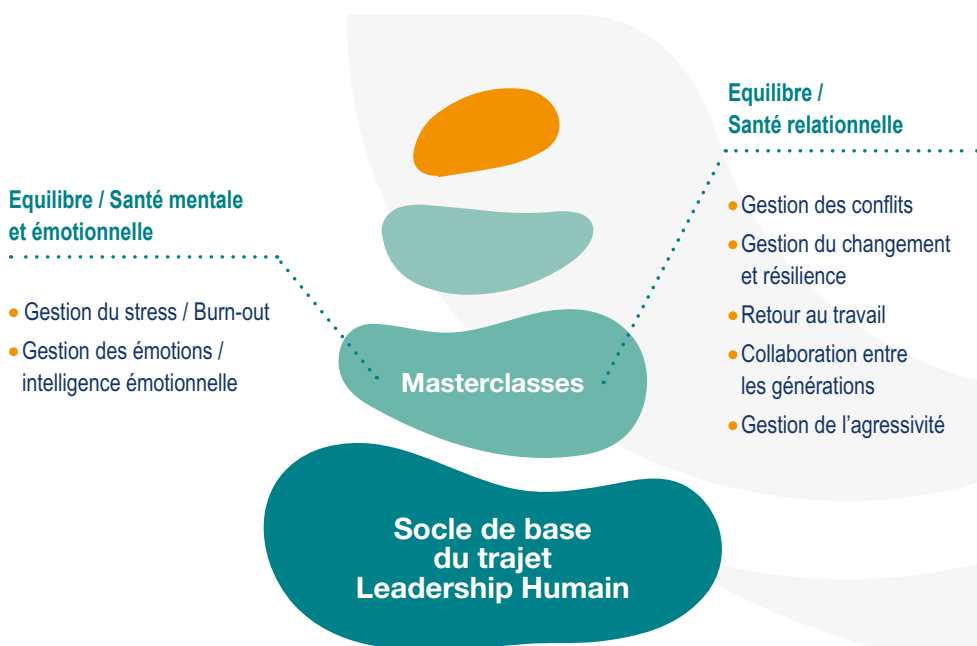 Equilibre / Santé mentale
et émotionnelle
• Gestion du stress / Burn-out
• Gestion des émotions /
intelligence émotionnelle
Equilibre /
Santé relationnelle
• Gestion des conflits
• Gestion du changement
et résilience
• Retour au travail
• Collaboration entre
les générations
• Gestion de l’agressivité
Masterclasses
Socle de base
du trajet
Leadership Humain